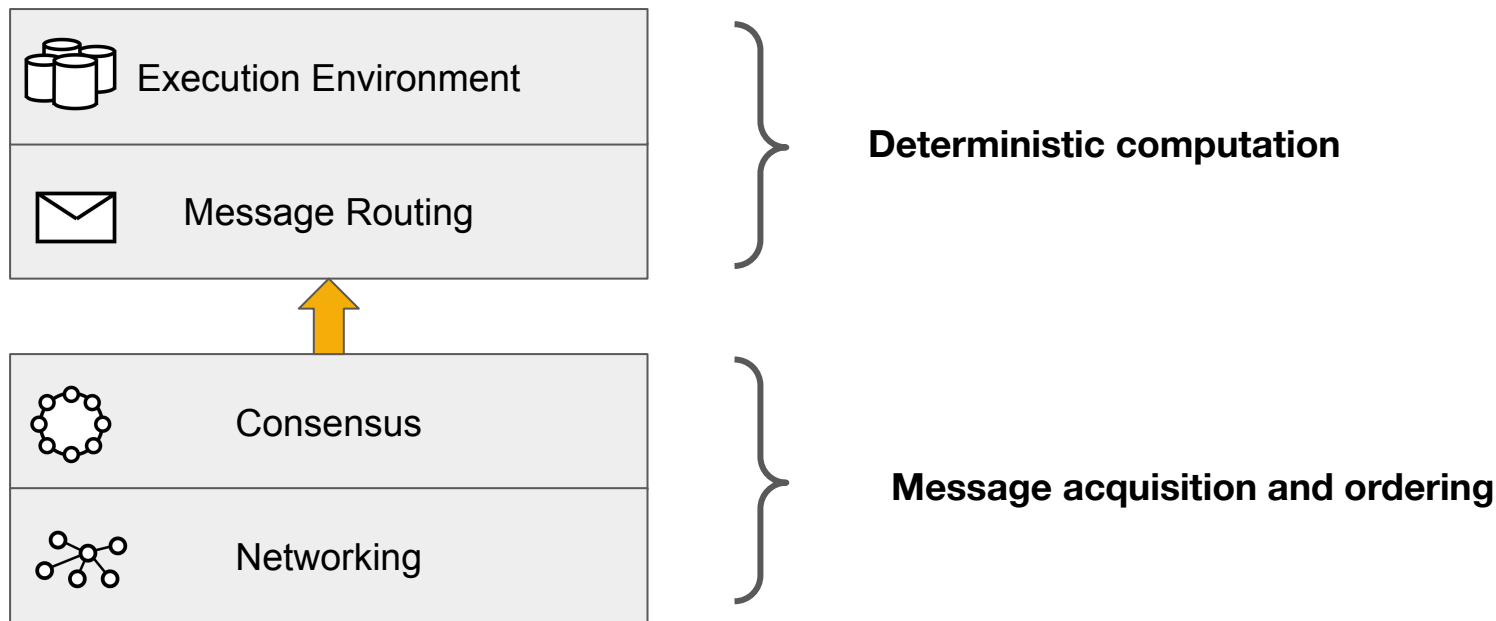 Execution Environment
Message Routing
Deterministic computation
Consensus
Networking
Message acquisition and ordering